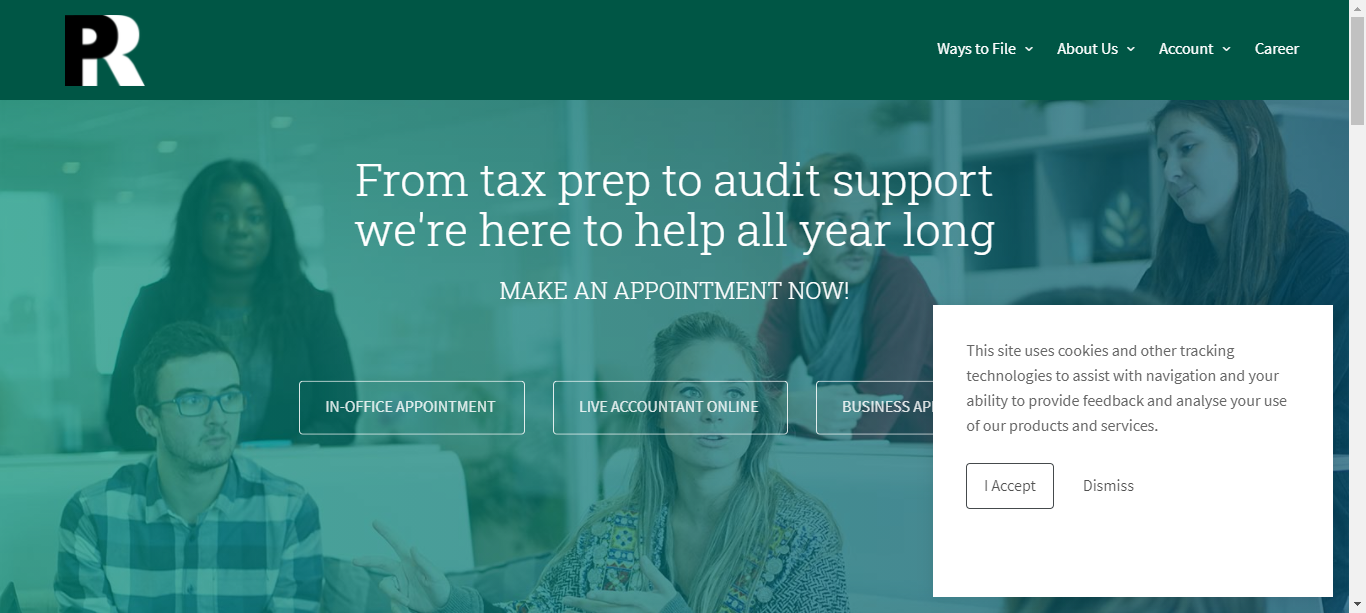 PR
Ways to File
About Us
Account
Career
From tax prep to audit support
we're here to help all year long
MAKE AN APPOINTMENT NOW!
IN-OFFICE APPOINTMENT
LIVE ACCOUNTANT ONLINE
BUSINESS
This site uses cookies and other tracking
technologies to assist with navigation and your
ability to provide feedback and analyse your use
of our products and services.
I Accept
Dismiss